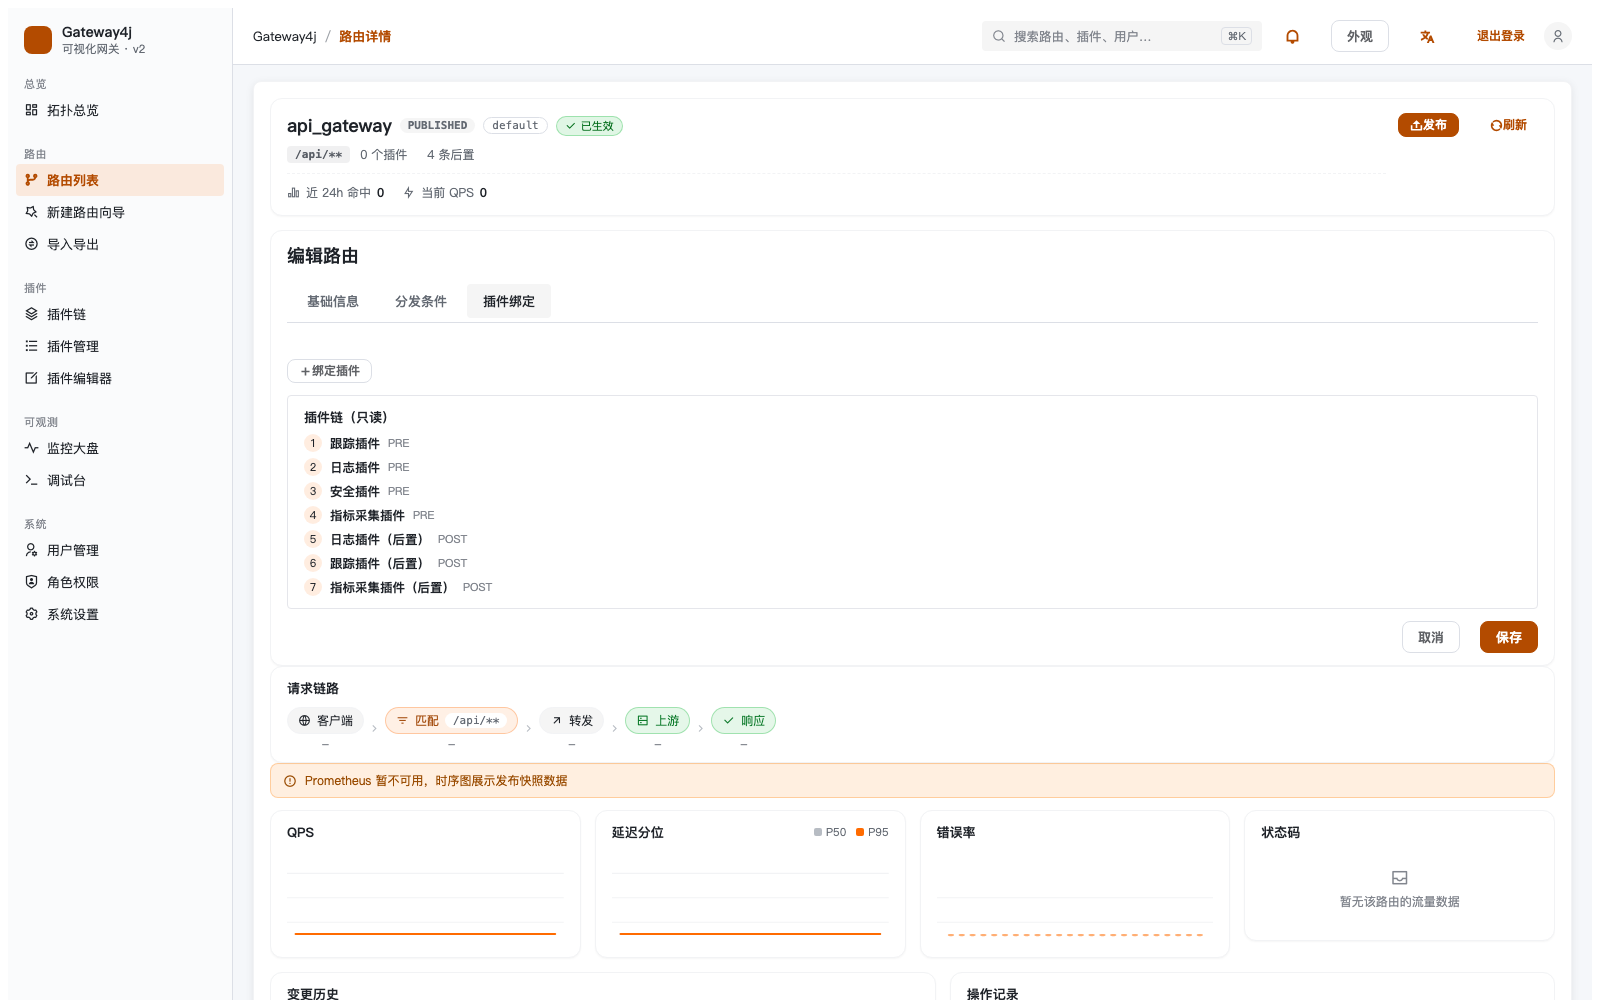 Gateway4j
可视化网关 · v2
总览
拓扑总览
路由
路由列表
新建路由向导
导入导出
插件
插件链
插件管理
插件编辑器
可观测
监控大盘
调试台
系统
用户管理
角色权限
系统设置
Gateway4j / 路由详情
搜索路由、插件、用户... ⌘K
外观
退出登录
api_gateway PUBLISHED default 已生效
发布 刷新
/api/** 0 个插件 4 条后置
近 24h 命中 0 当前 QPS 0
编辑路由
基础信息 分发条件 插件绑定
+绑定插件
插件链（只读）
1 跟踪插件 PRE
2 日志插件 PRE
3 安全插件 PRE
4 指标采集插件 PRE
5 日志插件（后置） POST
6 跟踪插件（后置） POST
7 指标采集插件（后置） POST
取消 保存
请求链路
客户端 › 匹配 /api/** › 转发 › 上游 › 响应
– – – – –
Prometheus 暂不可用，时序图展示发布快照数据
QPS
延迟分位 P50 P95
错误率
状态码
暂无该路由的流量数据
变更历史
操作记录